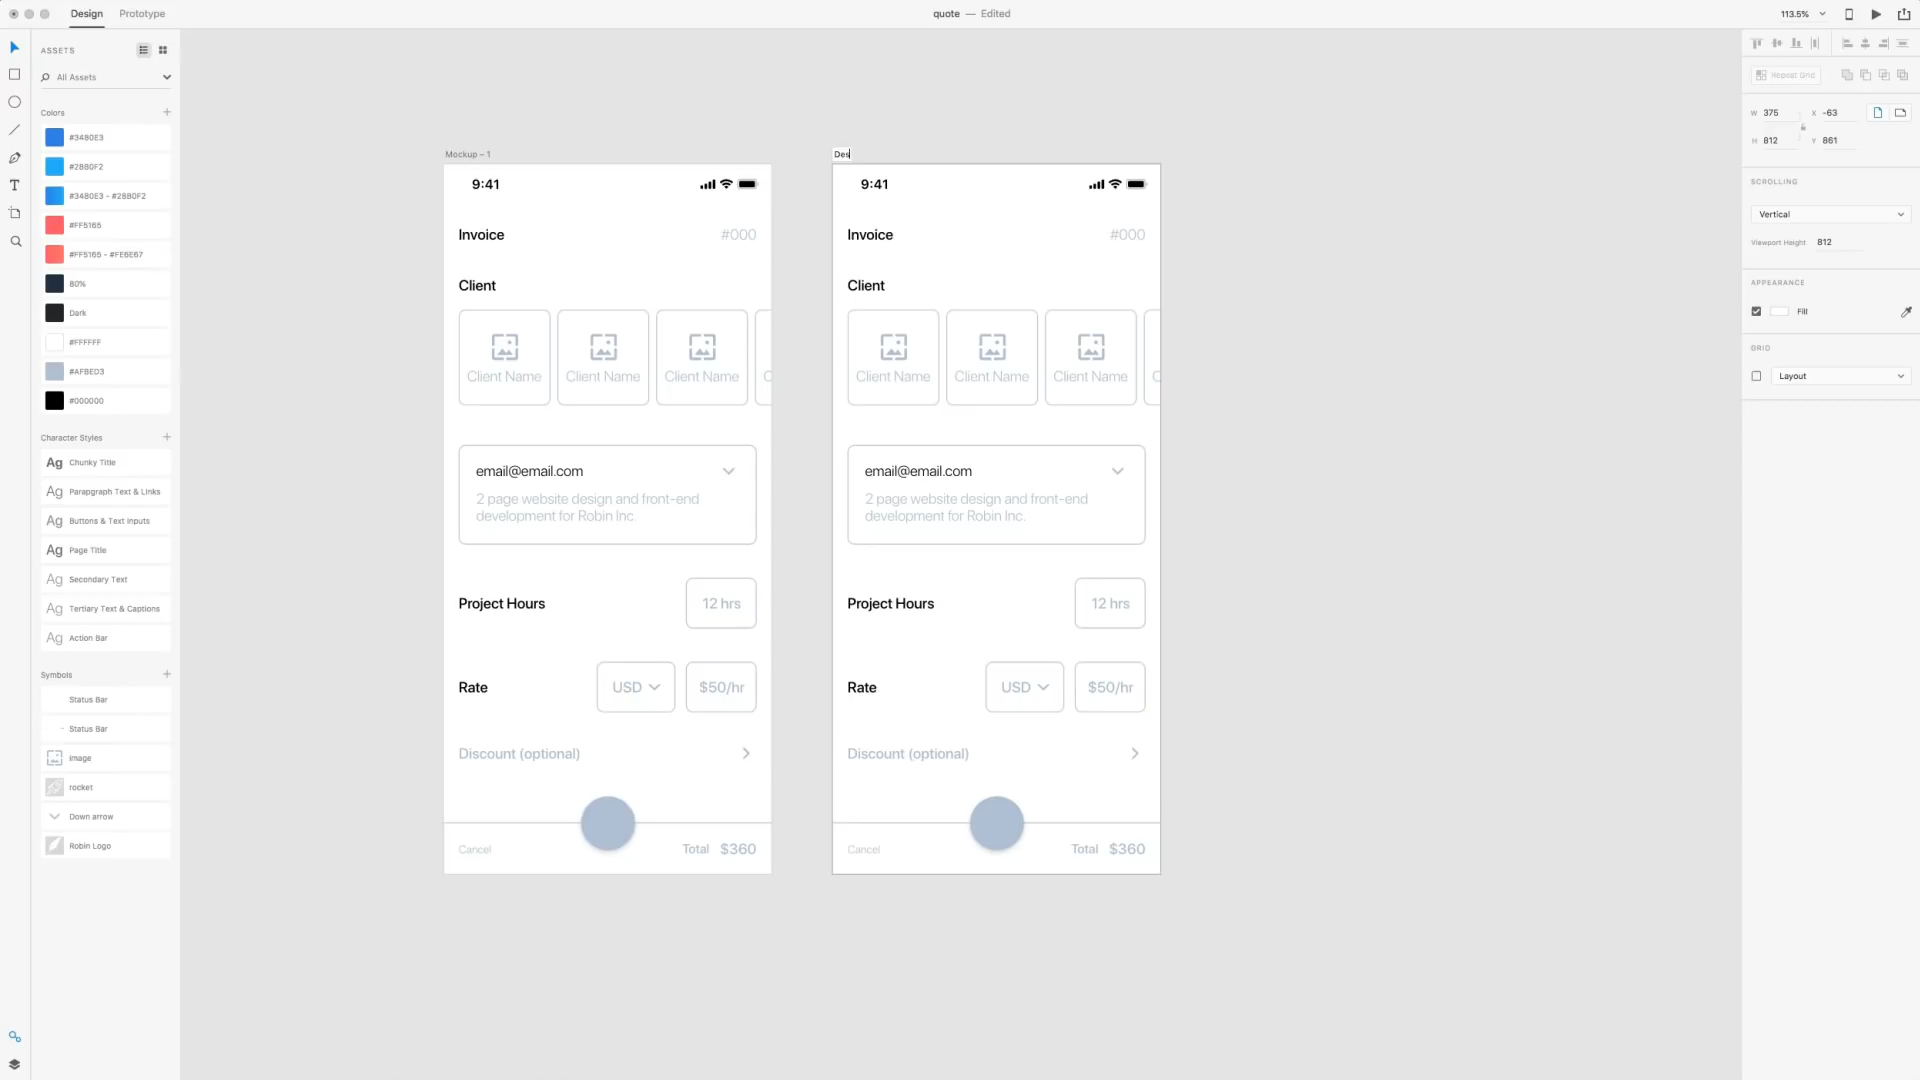 Design
Prototype
quote — Edited
113.5%
ASSETS
All Assets
Colors
#3480E3
#28B0F2
#3480E3 - #28B0F2
#FF5165
#FF5165 - #FE6E67
80%
Dark
#FFFFFF
#AFBED3
#000000
Character Styles
Ag Chunky Title
Ag Parapgraph Text & Links
Ag Buttons & Text Inputs
Ag Page Title
Ag Secondary Text
Ag Tertiary Text & Captions
Ag Action Bar
Symbols
Status Bar
Status Bar
image
rocket
Down arrow
Robin Logo
Mockup – 1
9:41
Invoice #000
Client
Client Name Client Name Client Name C
email@email.com
2 page website design and front-end
development for Robin Inc.
Project Hours 12 hrs
Rate USD $50/hr
Discount (optional)
Cancel Total $360
Des
9:41
Invoice #000
Client
Client Name Client Name Client Name C
email@email.com
2 page website design and front-end
development for Robin Inc.
Project Hours 12 hrs
Rate USD $50/hr
Discount (optional)
Cancel Total $360
Repeat Grid
W 375 X -63
H 812 Y 861
SCROLLING
Vertical
Viewport Height 812
APPEARANCE
Fill
GRID
Layout